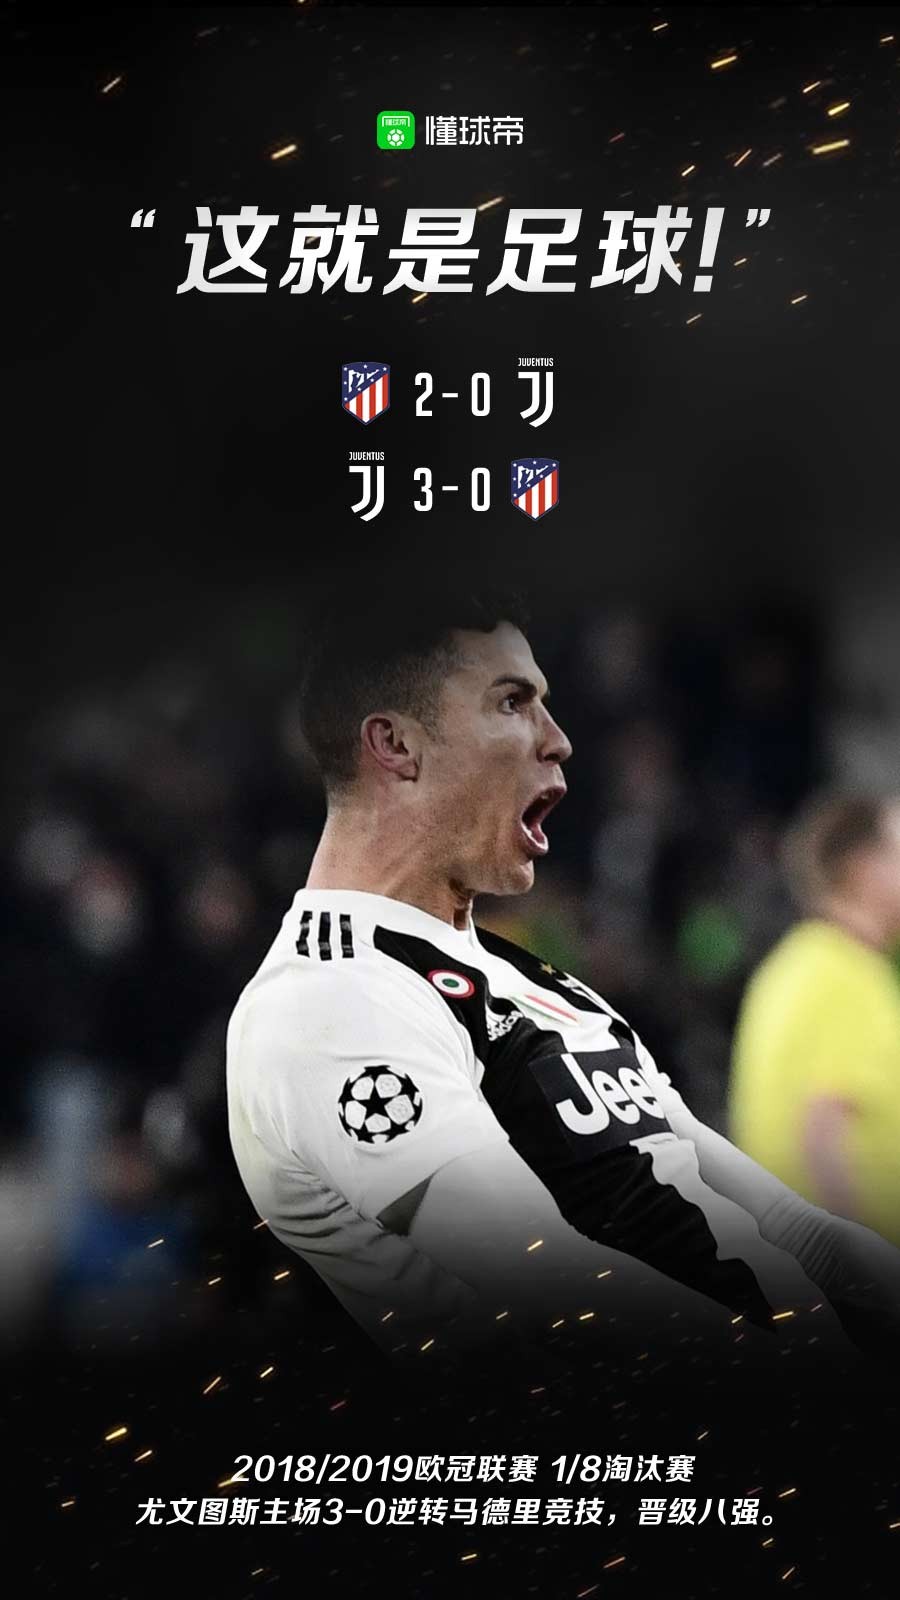 懂球帝
“这就是足球!”
2-0 JUVENTUS
JUVENTUS 3-0
Jeep
2018/2019欧冠联赛 1/8淘汰赛
尤文图斯主场3-0逆转马德里竞技，晋级八强。